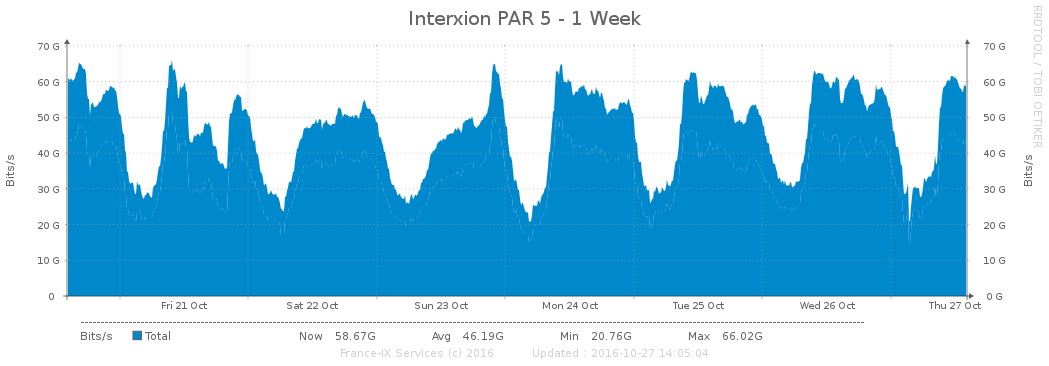 Interxion PAR 5 - 1 Week
RRDTOOL / TOBI OETIKER
Bits/s
Bits/s
70 G 70 G
60 G 60 G
50 G 50 G
40 G 40 G
30 G 30 G
20 G 20 G
10 G 10 G
0 0 G
Fri 21 Oct Sat 22 Oct Sun 23 Oct Mon 24 Oct Tue 25 Oct Wed 26 Oct Thu 27 Oct
Bits/s Total Now 58.67G Avg 46.19G Min 20.76G Max 66.02G
France-IX Services (c) 2016 Updated : 2016-10-27 14:05:04